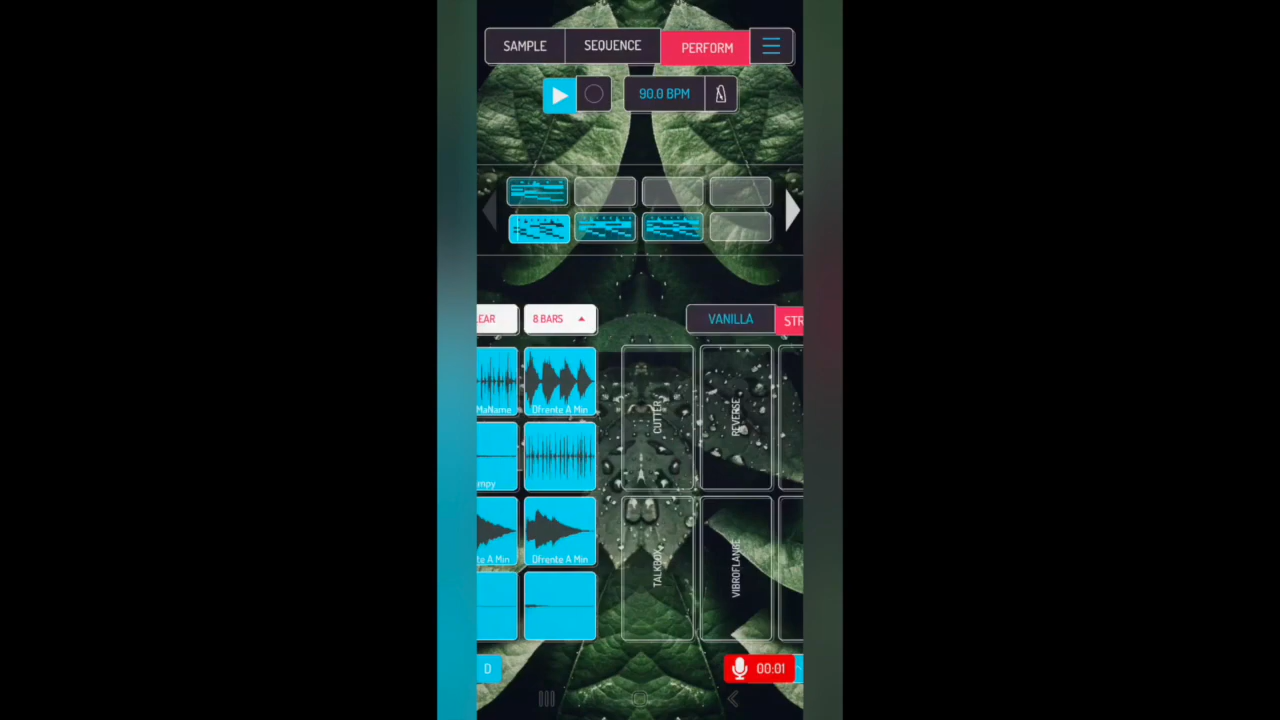 SAMPLE SEQUENCE PERFORM
90.0 BPM
EAR 8 BARS VANILLA STR
MaName Dfrente A Min
CUTTER REVERSE
mpy
te A Min Dfrente A Min
TALKBOX VIBROFLANGE
D 00:01